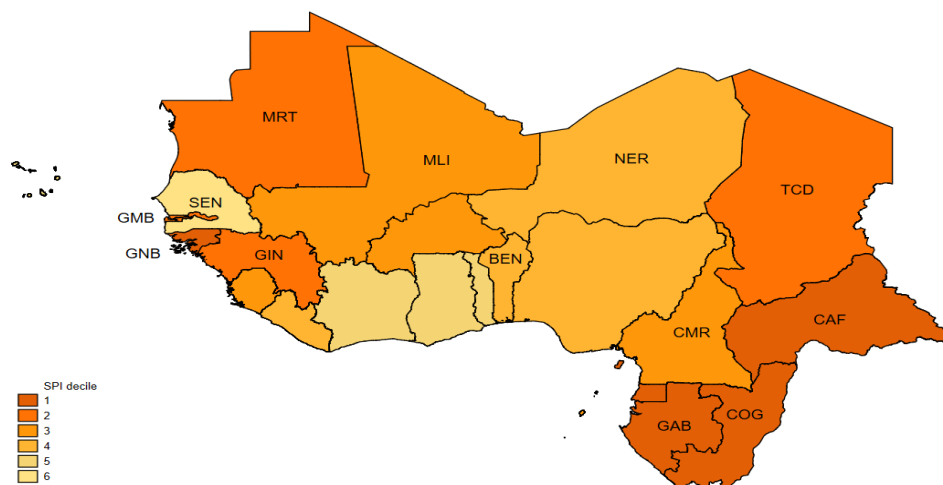 MRT
MLI
NER
TCD
SEN
GMB
GNB
GIN
BEN
CMR
CAF
GAB
COG
SPI decile
1
2
3
4
5
6